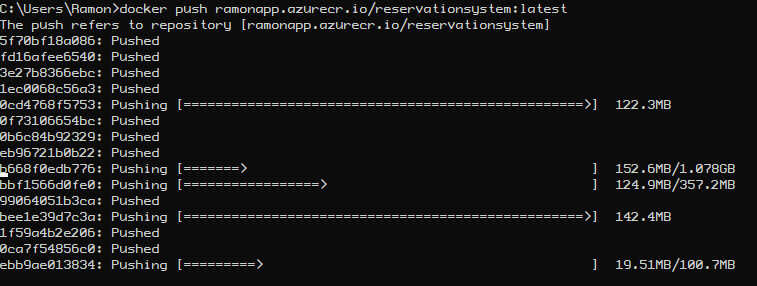 C:\Users\Ramon>docker push ramonapp.azurecr.io/reservationsystem:latest
The push refers to repository [ramonapp.azurecr.io/reservationsystem]
5f70bf18a086: Pushed
fd16afee6540: Pushed
3e27b8366ebc: Pushed
1ec0068c56a3: Pushed
0cd4768f5753: Pushing [==================================================>]  122.3MB
0f73106654bc: Pushed
0b6c84b92329: Pushed
eb96721b0b22: Pushed
b668f0edb776: Pushing [=======>                                           ]  152.6MB/1.078GB
bbf1566d0fe0: Pushing [=================>                                 ]  124.9MB/357.2MB
99064051b3ca: Pushed
bee1e39d7c3a: Pushing [==================================================>]  142.4MB
1f59a4b2e206: Pushed
0ca7f54856c0: Pushed
ebb9ae013834: Pushing [=========>                                         ]  19.51MB/100.7MB